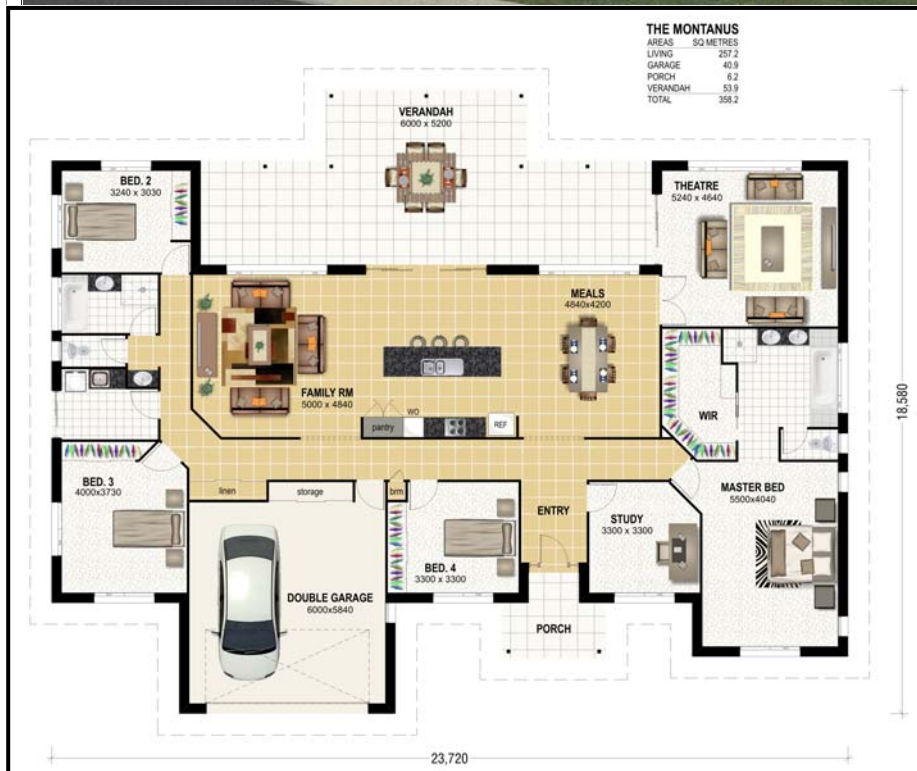 THE MONTANUS
AREAS SQ METRES
LIVING 257.2
GARAGE 40.9
PORCH 6.2
VERANDAH 53.9
TOTAL 358.2
VERANDAH
6000 x 5200
BED. 2
3240 x 3030
THEATRE
5240 x 4640
MEALS
4840x4200
FAMILY RM
5000 x 4840
WO
pantry
REF
WIR
18,580
BED. 3
4000x3730
linen
storage
brm
ENTRY
MASTER BED
5500x4040
STUDY
3300 x 3300
BED. 4
3300 x 3300
DOUBLE GARAGE
6000x5840
PORCH
23,720